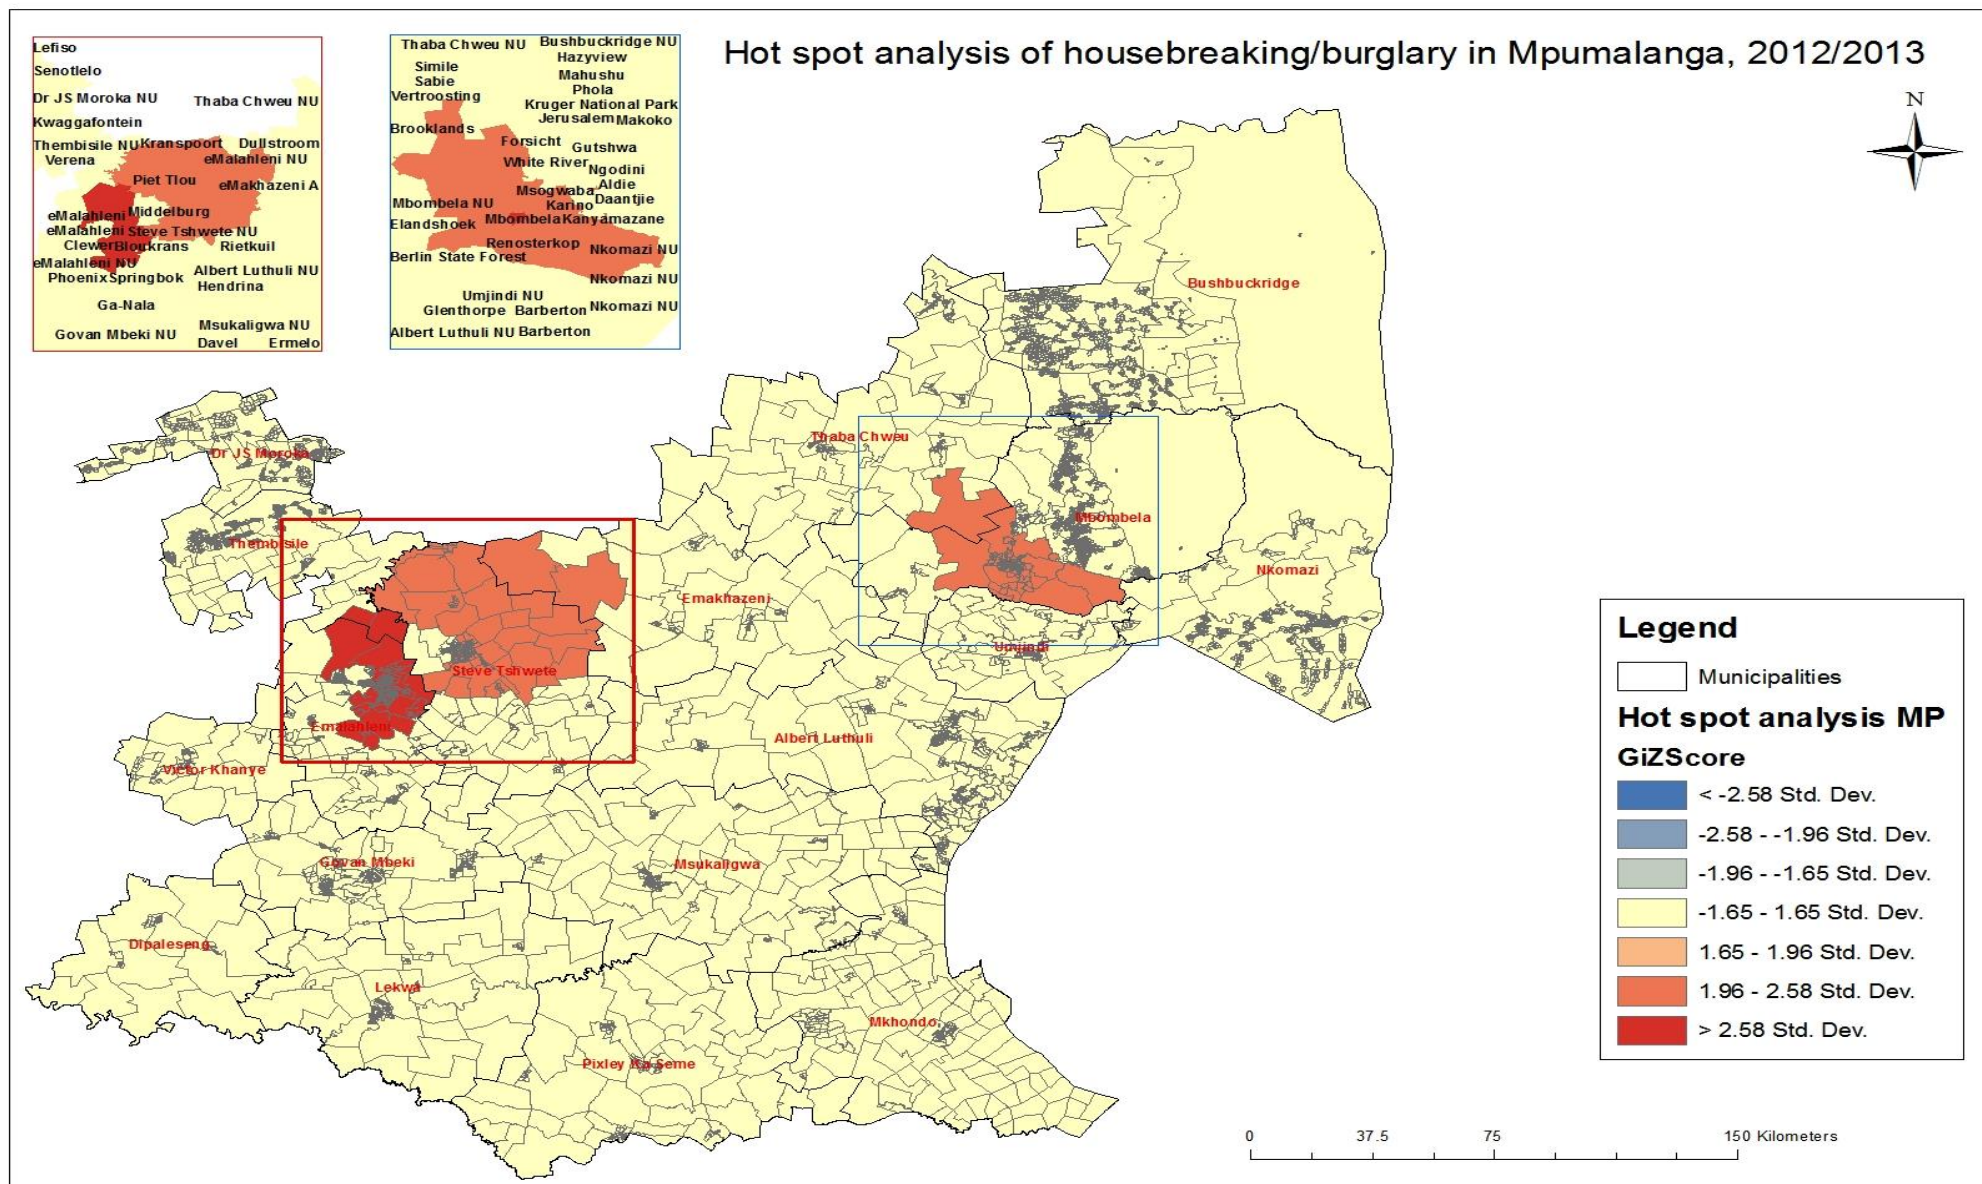 Hot spot analysis of housebreaking/burglary in Mpumalanga, 2012/2013
Lefiso
Senotlelo
Dr JS Moroka NU
Thaba Chweu NU
Kwaggafontein
Thembisile NU
Kranspoort
Dullstroom
Verena
eMalahleni NU
Piet Tlou
eMakhazeni A
eMalahleni
Middelburg
eMalahleni
Steve Tshwete NU
Clewer
Bloukrans
Rietkuil
eMalahleni NU
Phoenix
Springbok
Albert Luthuli NU
Hendrina
Ga-Nala
Govan Mbeki NU
Msukaligwa NU
Davel
Ermelo
Thaba Chweu NU
Bushbuckridge NU
Hazyview
Simile
Sabie
Mahushu
Phola
Vertroosting
Kruger National Park
Jerusalem
Makoko
Brooklands
Forsicht
Gutshwa
White River
Ngodini
Aldie
Msogwaba
Daantjie
Mbombela NU
Karino
Mbombela
Kanyamazane
Elandshoek
Renosterkop
Nkomazi NU
Berlin State Forest
Nkomazi NU
Umjindi NU
Glenthorpe
Barberton
Nkomazi NU
Albert Luthuli NU
Barberton
N
Bushbuckridge
Thaba Chweu
Dr JS Moroka
Mbombela
Thembisile
Nkomazi
Emakhazeni
Umjindi
Steve Tshwete
Emalahleni
Albert Luthuli
Victor Khanye
Govan Mbeki
Msukaligwa
Dipaleseng
Lekwa
Mkhondo
Pixley Ka Seme
Legend
Municipalities
Hot spot analysis MP
GiZScore
< -2.58 Std. Dev.
-2.58 - -1.96 Std. Dev.
-1.96 - -1.65 Std. Dev.
-1.65 - 1.65 Std. Dev.
1.65 - 1.96 Std. Dev.
1.96 - 2.58 Std. Dev.
> 2.58 Std. Dev.
0 37.5 75 150 Kilometers